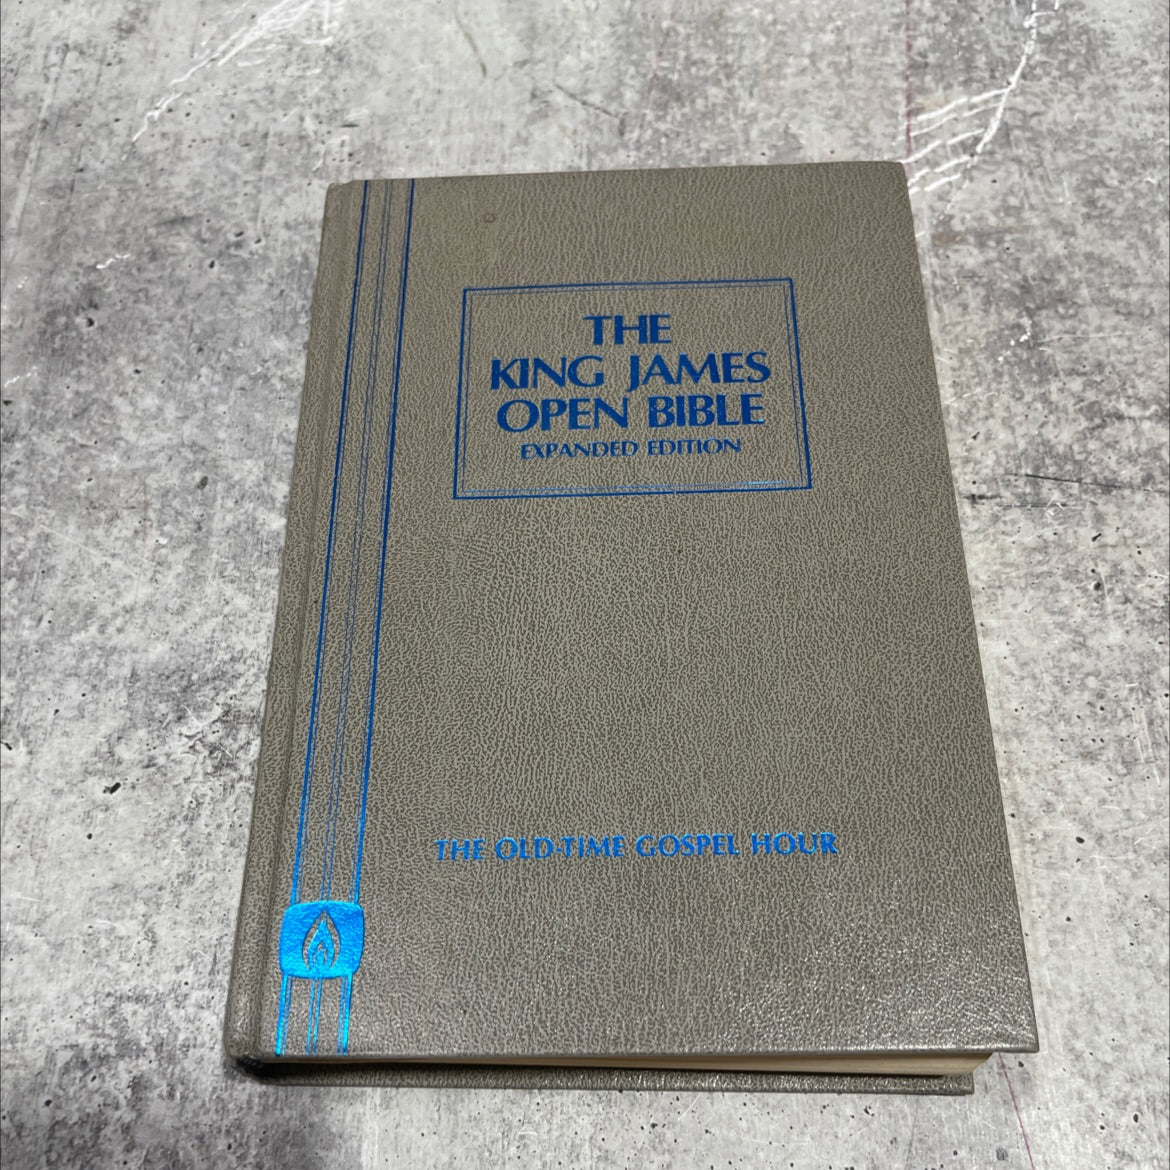 THE
KING JAMES
OPEN BIBLE
EXPANDED EDITION
THE OLD-TIME GOSPEL HOUR